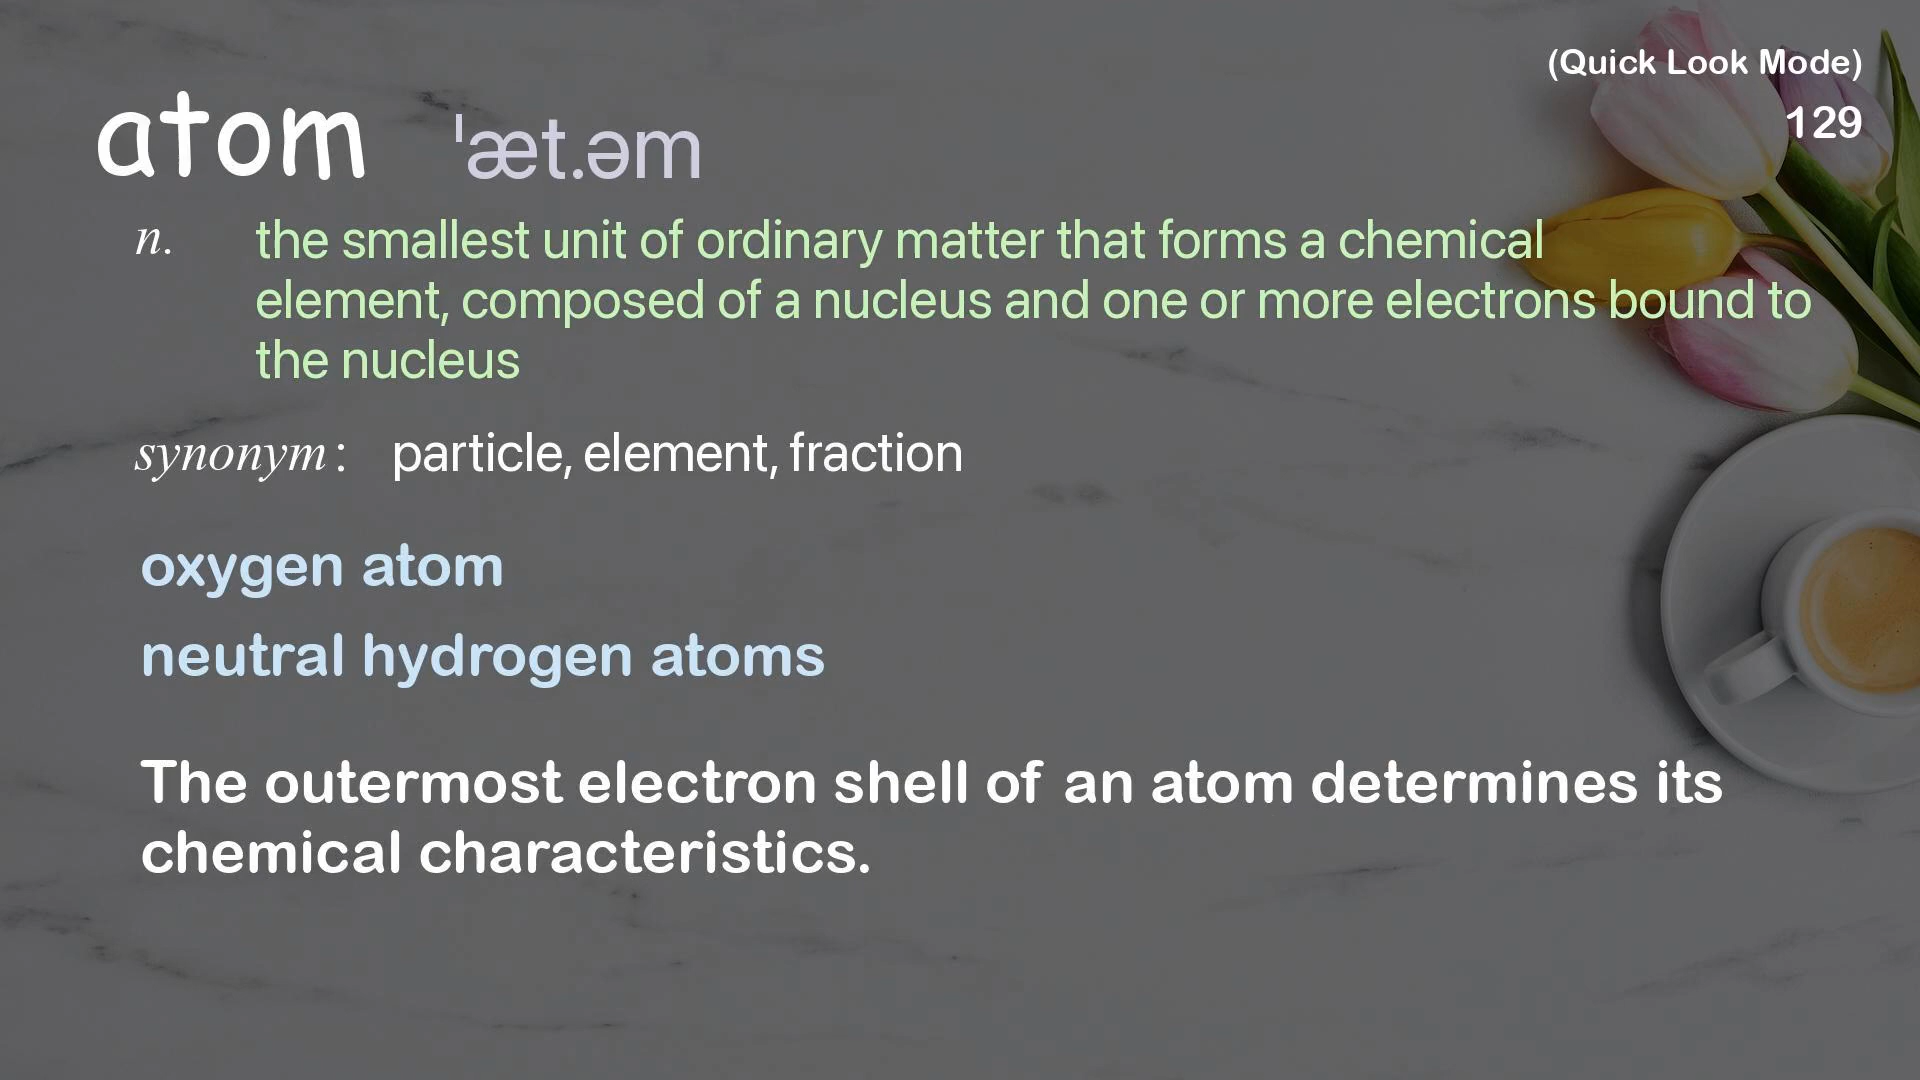 (Quick Look Mode)
129
atom ˈæt.əm
n. the smallest unit of ordinary matter that forms a chemical
element, composed of a nucleus and one or more electrons bound to
the nucleus
synonym : particle, element, fraction
oxygen atom
neutral hydrogen atoms
The outermost electron shell of an atom determines its
chemical characteristics.